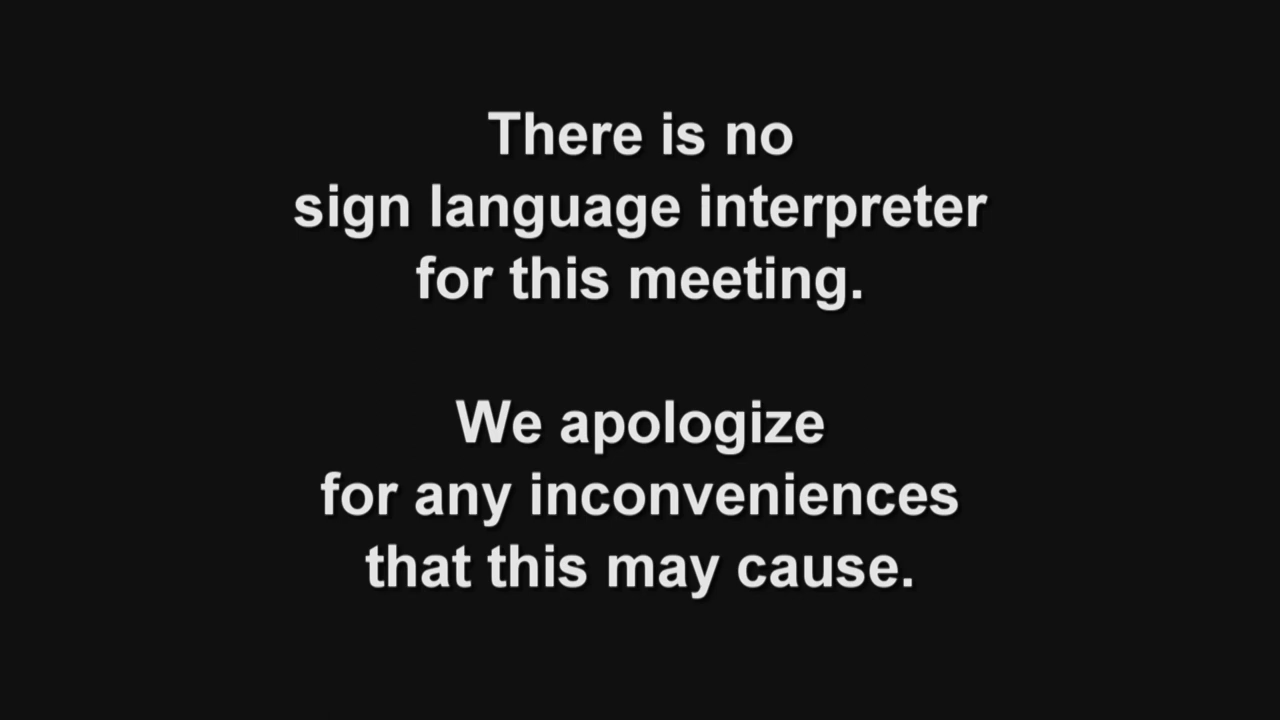 There is no
sign language interpreter
for this meeting.
We apologize
for any inconveniences
that this may cause.